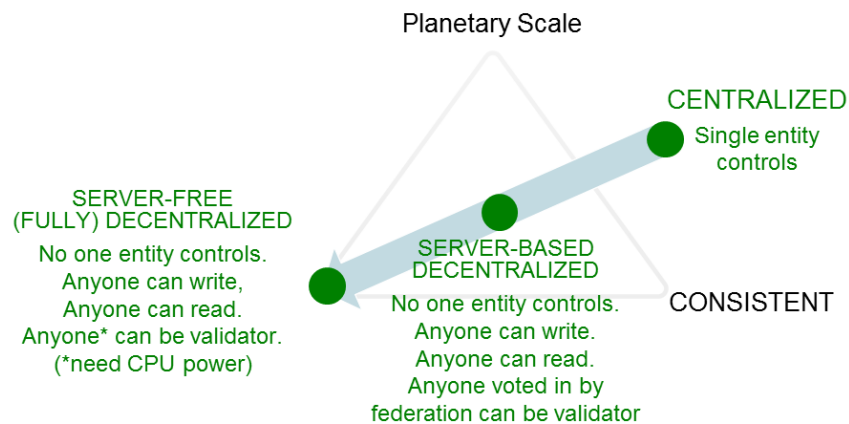 Planetary Scale
CENTRALIZED
Single entity
controls
SERVER-FREE
(FULLY) DECENTRALIZED
No one entity controls.
Anyone can write,
Anyone can read.
Anyone* can be validator.
(*need CPU power)
SERVER-BASED
DECENTRALIZED
No one entity controls.
Anyone can write.
Anyone can read.
Anyone voted in by
federation can be validator
CONSISTENT